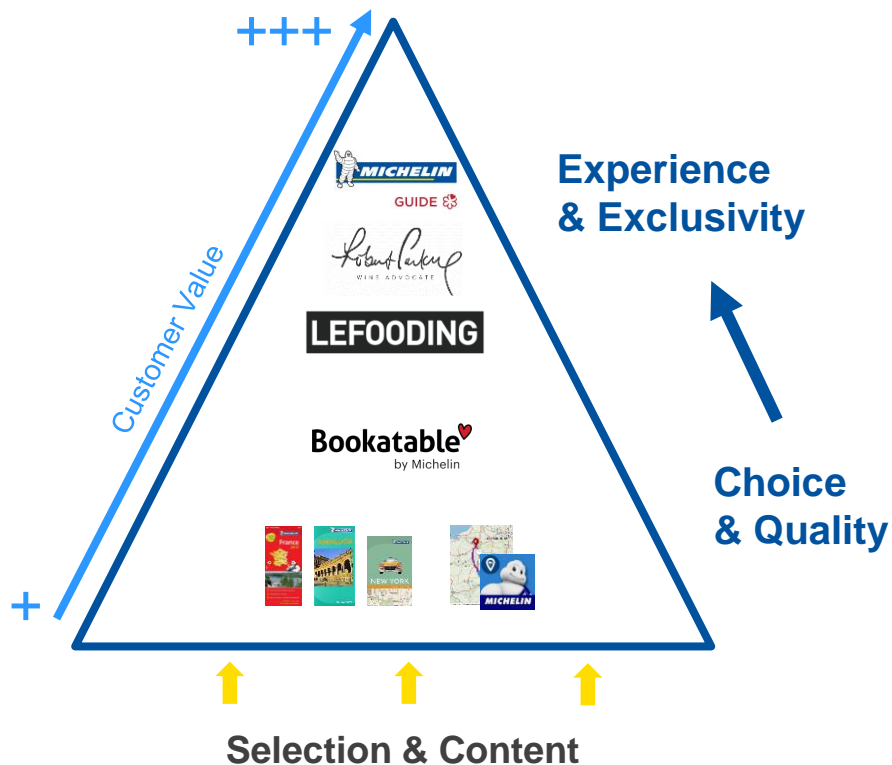 +++
MICHELIN
GUIDE
Experience
& Exclusivity
Robert Parker
WINE ADVOCATE
Customer Value
LEFOODING
Bookatable
by Michelin
Choice
& Quality
France
NEW YORK
MICHELIN
+
Selection & Content